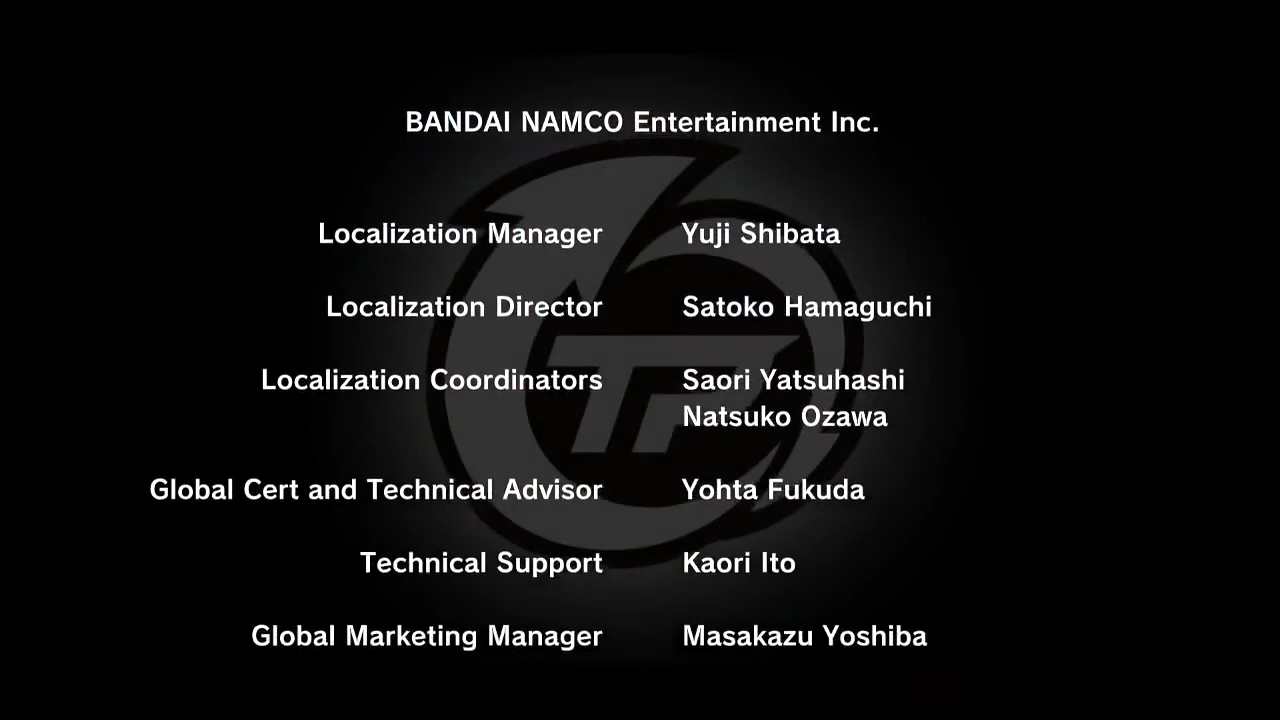 BANDAI NAMCO Entertainment Inc.
Localization Manager Yuji Shibata
Localization Director Satoko Hamaguchi
Localization Coordinators Saori Yatsuhashi
Natsuko Ozawa
Global Cert and Technical Advisor Yohta Fukuda
Technical Support Kaori Ito
Global Marketing Manager Masakazu Yoshiba
TP